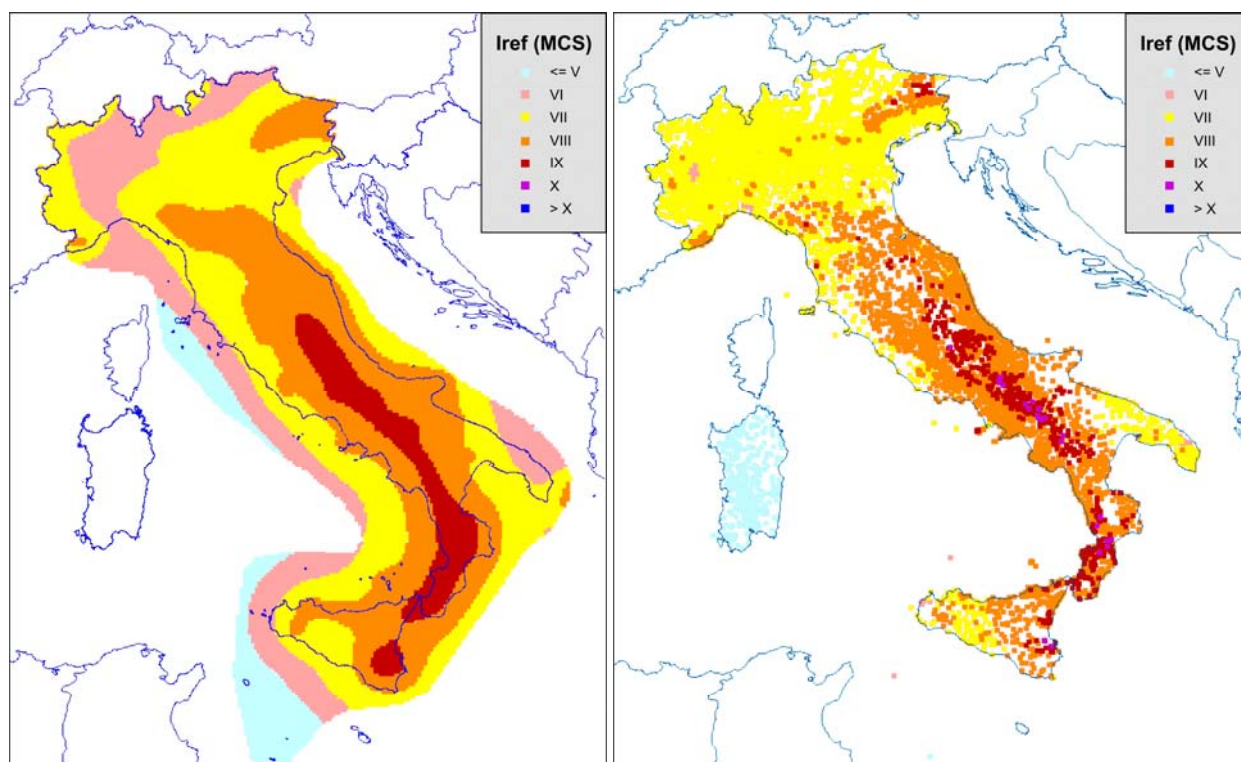 Iref (MCS)
<= V
VI
VII
VIII
IX
X
> X
Iref (MCS)
<= V
VI
VII
VIII
IX
X
> X